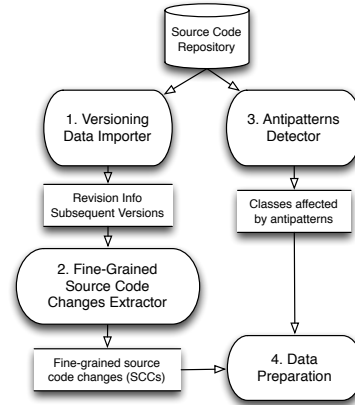 Source Code
Repository
1. Versioning
Data Importer
3. Antipatterns
Detector
Revision Info
Subsequent Versions
Classes affected
by antipatterns
2. Fine-Grained
Source Code
Changes Extractor
Fine-grained source
code changes (SCCs)
4. Data
Preparation